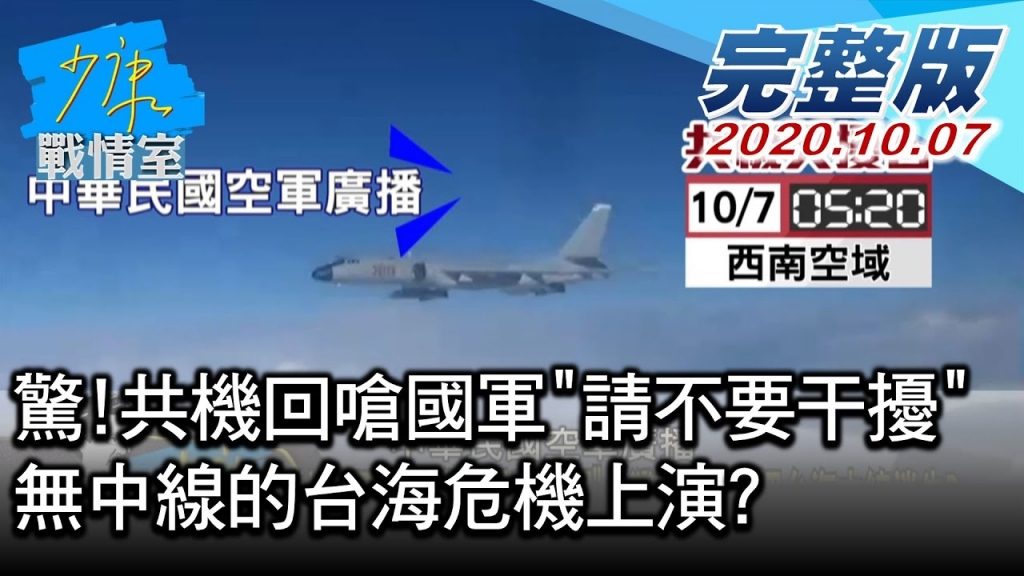 少康
戰情室
完整版
2020.10.07
10/7 05:20
西南空域
中華民國空軍廣播
驚!共機回嗆國軍"請不要干擾"
無中線的台海危機上演?